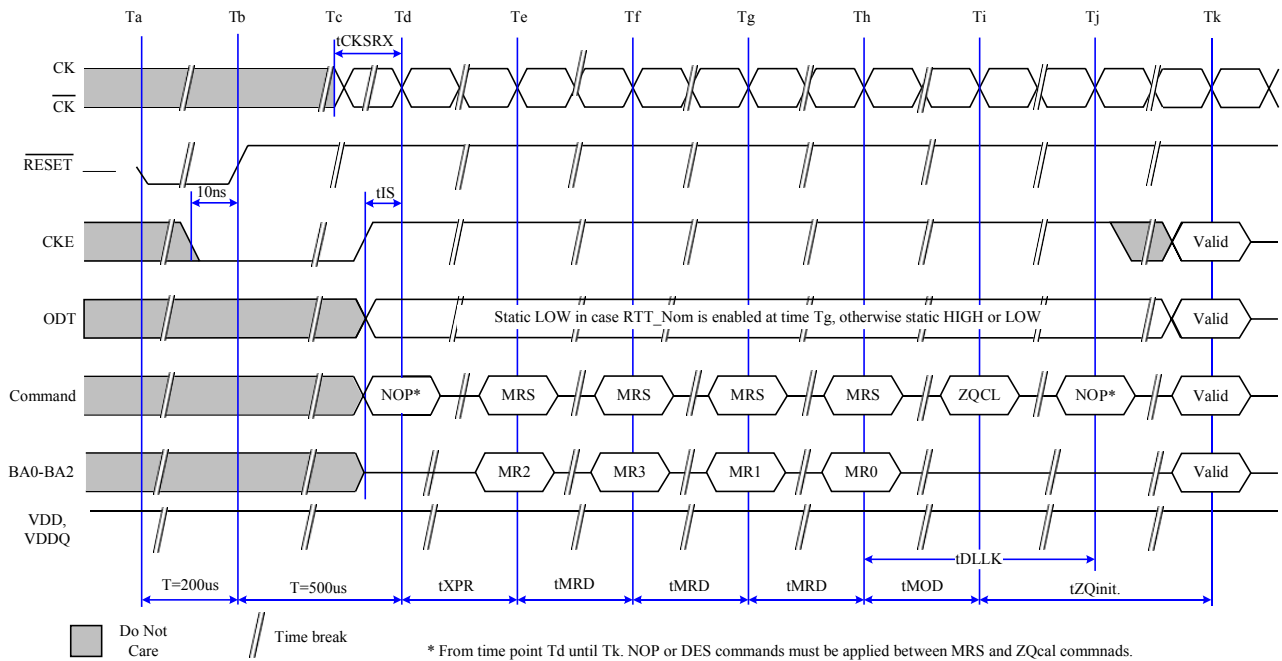 Ta Tb Tc Td Te Tf Tg Th Ti Tj Tk
tCKSRX
CK
CK
RESET
10ns
tIS
CKE
Valid
ODT
Static LOW in case RTT_Nom is enabled at time Tg, otherwise static HIGH or LOW
Valid
Command
NOP* MRS MRS MRS MRS ZQCL NOP* Valid
BA0-BA2
MR2 MR3 MR1 MR0 Valid
VDD,
VDDQ
tDLLK
T=200us T=500us tXPR tMRD tMRD tMRD tMOD tZQinit.
Do Not
Care
Time break
* From time point Td until Tk. NOP or DES commands must be applied between MRS and ZQcal commnads.